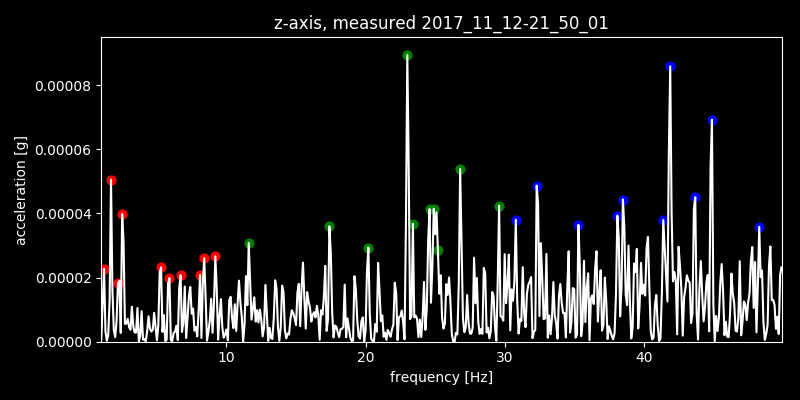 z-axis, measured 2017_11_12-21_50_01
acceleration [g]
0.00008
0.00006
0.00004
0.00002
0.00000
10 20 30 40
frequency [Hz]